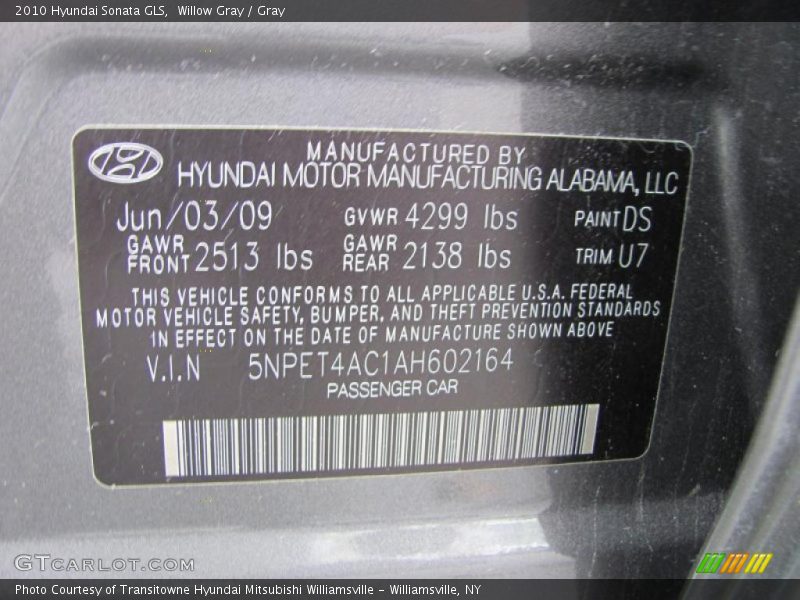 2010 Hyundai Sonata GLS,  Willow Gray / Gray
MANUFACTURED BY
HYUNDAI MOTOR MANUFACTURING ALABAMA, LLC
Jun/03/09 GVWR 4299 lbs PAINT DS
GAWR FRONT 2513 lbs GAWR REAR 2138 lbs TRIM U7
THIS VEHICLE CONFORMS TO ALL APPLICABLE U.S.A. FEDERAL
MOTOR VEHICLE SAFETY, BUMPER, AND THEFT PREVENTION STANDARDS
IN EFFECT ON THE DATE OF MANUFACTURE SHOWN ABOVE
V.I.N 5NPET4AC1AH602164
PASSENGER CAR
GTCARLOT.COM
Photo Courtesy of Transitowne Hyundai Mitsubishi Williamsville - Williamsville, NY